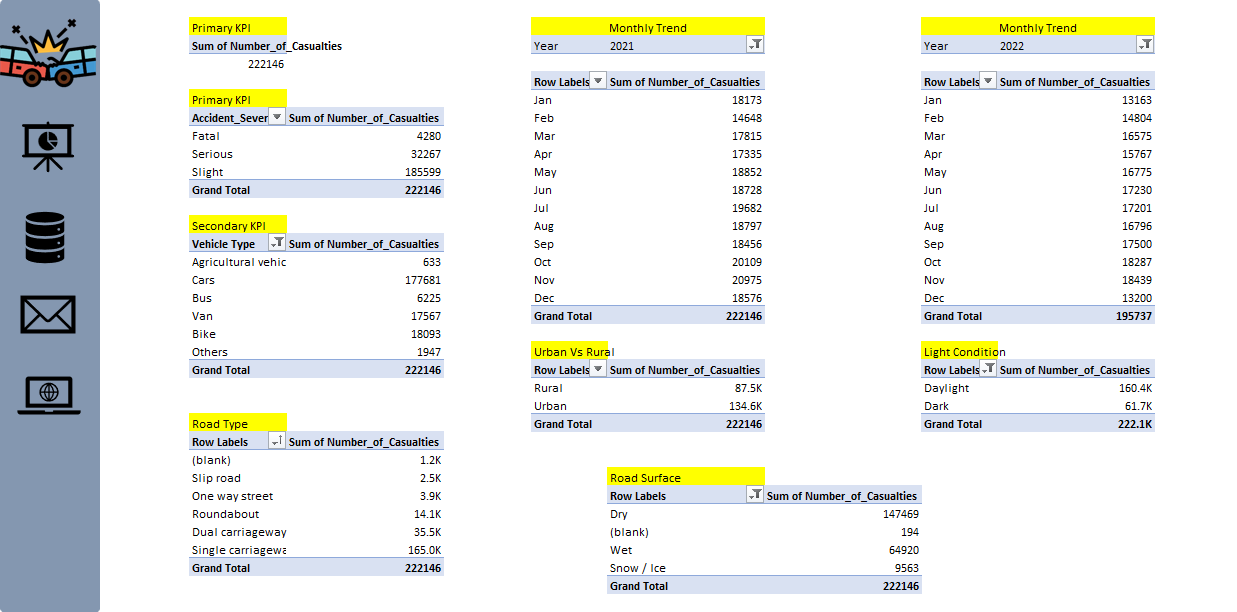 Primary KPI
Sum of Number_of_Casualties
222146
Primary KPI
Accident_Sever Sum of Number_of_Casualties
Fatal 4280
Serious 32267
Slight 185599
Grand Total 222146
Secondary KPI
Vehicle Type Sum of Number_of_Casualties
Agricultural vehic 633
Cars 177681
Bus 6225
Van 17567
Bike 18093
Others 1947
Grand Total 222146
Road Type
Row Labels Sum of Number_of_Casualties
(blank) 1.2K
Slip road 2.5K
One way street 3.9K
Roundabout 14.1K
Dual carriageway 35.5K
Single carriagewa 165.0K
Grand Total 222146
Monthly Trend
Year 2021
Row Labels Sum of Number_of_Casualties
Jan 18173
Feb 14648
Mar 17815
Apr 17335
May 18852
Jun 18728
Jul 19682
Aug 18797
Sep 18456
Oct 20109
Nov 20975
Dec 18576
Grand Total 222146
Urban Vs Rural
Row Labels Sum of Number_of_Casualties
Rural 87.5K
Urban 134.6K
Grand Total 222146
Monthly Trend
Year 2022
Row Labels Sum of Number_of_Casualties
Jan 13163
Feb 14804
Mar 16575
Apr 15767
May 16775
Jun 17230
Jul 17201
Aug 16796
Sep 17500
Oct 18287
Nov 18439
Dec 13200
Grand Total 195737
Light Condition
Row Labels Sum of Number_of_Casualties
Daylight 160.4K
Dark 61.7K
Grand Total 222.1K
Road Surface
Row Labels Sum of Number_of_Casualties
Dry 147469
(blank) 194
Wet 64920
Snow / Ice 9563
Grand Total 222146